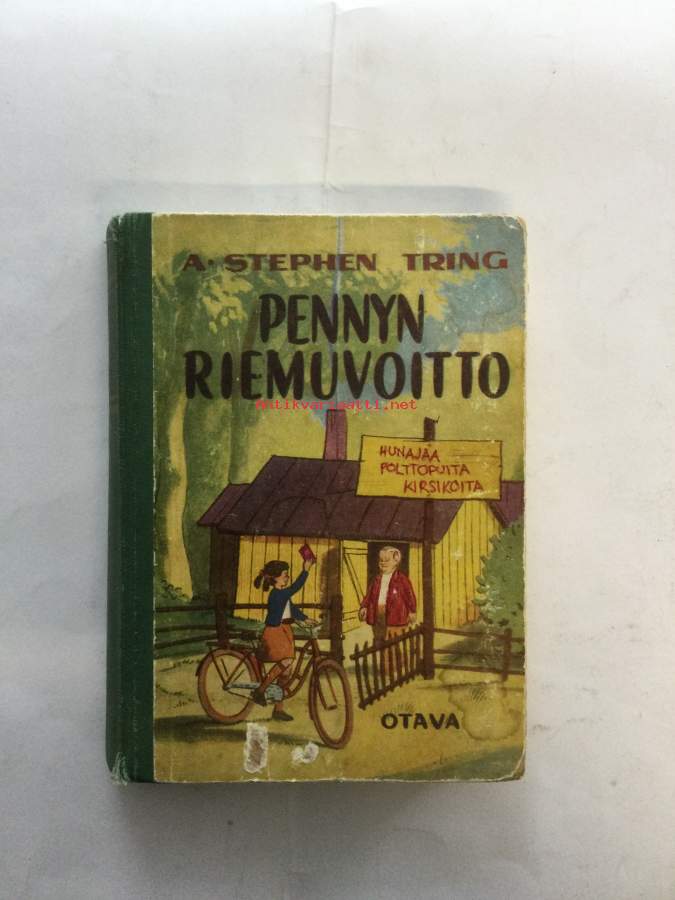 A. STEPHEN TRING
PENNYN
RIEMUVOITTO
antikvariaatti.net
HUNAJAA
POLTTOPUITA
KIRSIKOITA
OTAVA